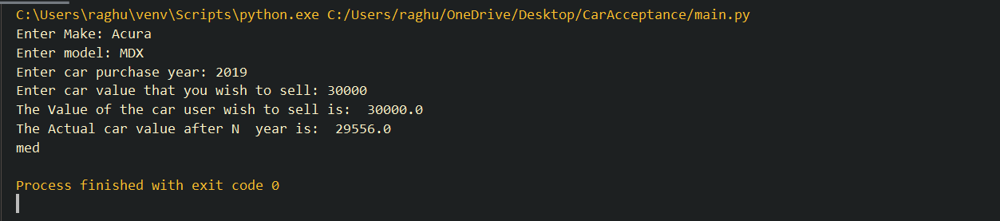 C:\Users\raghu\venv\Scripts\python.exe C:/Users/raghu/OneDrive/Desktop/CarAcceptance/main.py
Enter Make: Acura
Enter model: MDX
Enter car purchase year: 2019
Enter car value that you wish to sell: 30000
The Value of the car user wish to sell is:  30000.0
The Actual car value after N  year is:  29556.0
med
Process finished with exit code 0